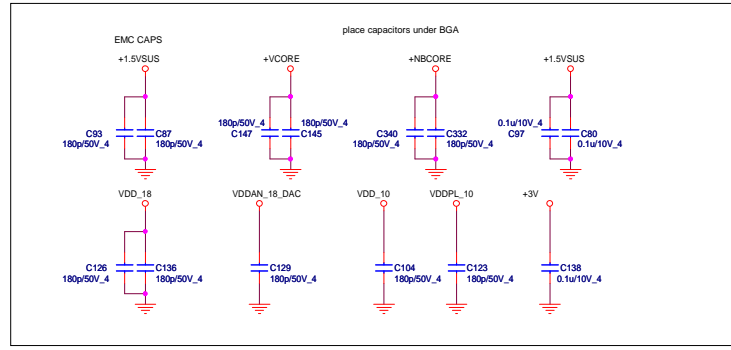 place capacitors under BGA
EMC CAPS
+1.5VSUS
+VCORE
+NBCORE
+1.5VSUS
180p/50V_4
180p/50V_4
0.1u/10V_4
C93
C87
C147
C145
C340
C332
C97
C80
180p/50V_4
180p/50V_4
180p/50V_4
180p/50V_4
0.1u/10V_4
VDD_18
VDDAN_18_DAC
VDD_10
VDDPL_10
+3V
C126
C136
C129
C104
C123
C138
180p/50V_4
180p/50V_4
180p/50V_4
180p/50V_4
180p/50V_4
0.1u/10V_4